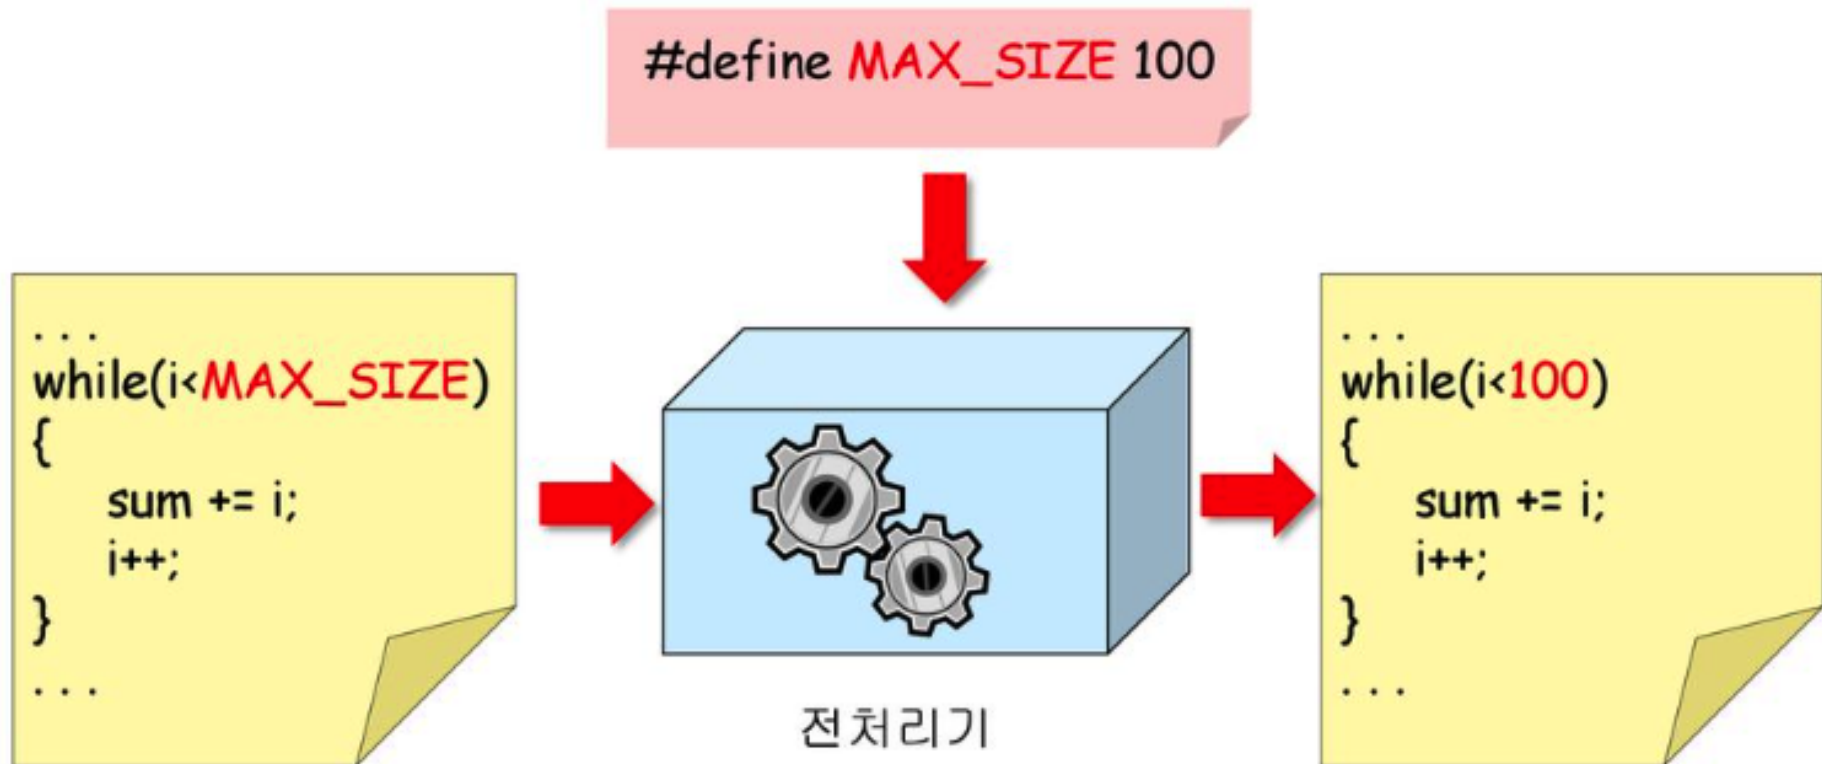 #define MAX_SIZE 100
. . .
while(i<MAX_SIZE)
{
sum += i;
i++;
}
. . .
전처리기
. . .
while(i<100)
{
sum += i;
i++;
}
. . .